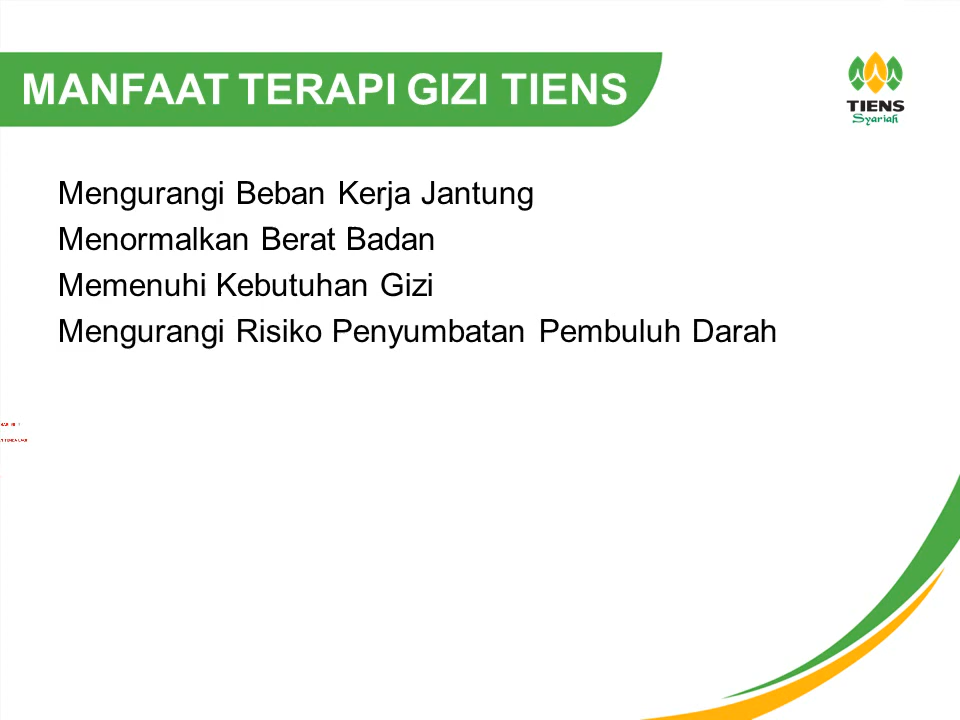 MANFAAT TERAPI GIZI TIENS
TIENS
Syariah
Mengurangi Beban Kerja Jantung
Menormalkan Berat Badan
Memenuhi Kebutuhan Gizi
Mengurangi Risiko Penyumbatan Pembuluh Darah